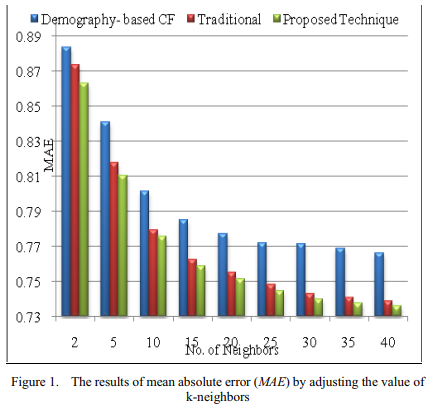 Demography- based CF Traditional Proposed Technique
0.89
0.87
0.85
0.83
0.81
0.79
0.77
0.75
0.73
MAE
2 5 10 15 20 25 30 35 40
No. of Neighbors
Figure 1. The results of mean absolute error (MAE) by adjusting the value of
k-neighbors